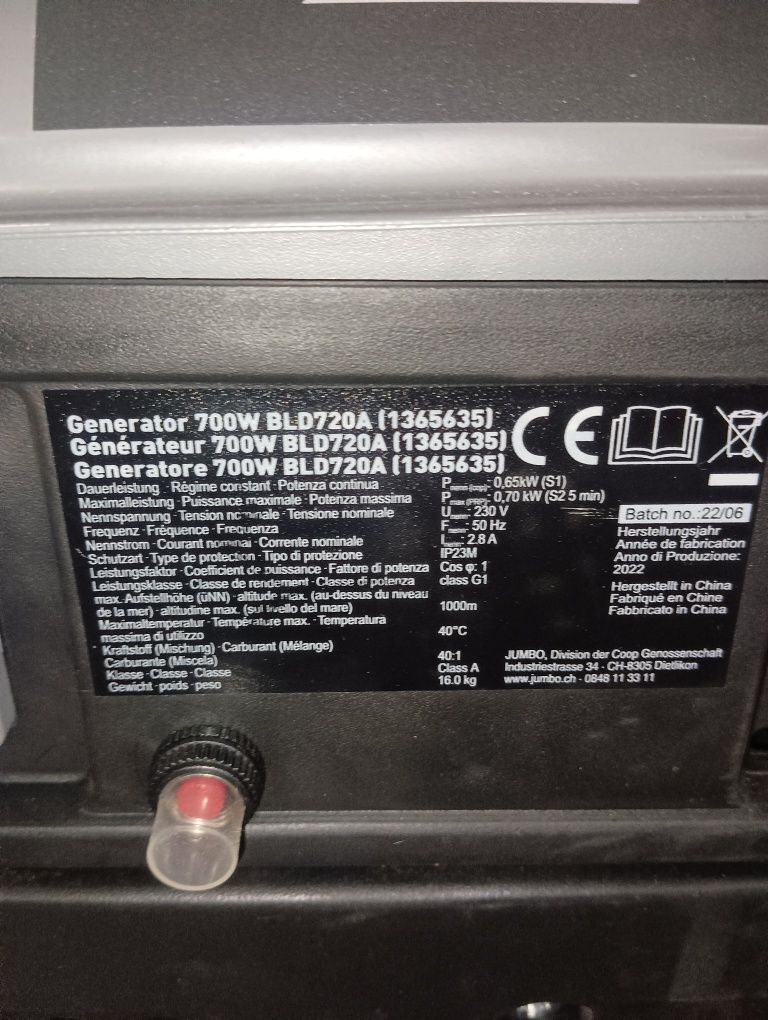 Generator 700W BLD720A (1365635)
Générateur 700W BLD720A (1365635)
Generatore 700W BLD720A (1365635)
CE
Dauerleistung · Régime constant · Potenza continua P 0,65kW (S1)
Maximalleistung · Puissance maximale · Potenza massima P 0,70 kW (S2 5 min)
Nennspannung · Tension nominale · Tensione nominale U 230 V
Frequenz · Fréquence · Frequenza F 50 Hz
Nennstrom · Courant nominal · Corrente nominale I 2.8 A
Schutzart · Type de protection · Tipo di protezione IP23M
Leistungsfaktor · Coefficient de puissance · Fattore di potenza Cos φ: 1
Leistungsklasse · Classe de rendement · Classe di potenza class G1
max. Aufstellhöhe (üNN) · altitude max. (au-dessus du niveau
de la mer) · altitudine max. (sul livello del mare) 1000m
Maximaltemperatur · Température max. · Temperatura
massima di utilizzo 40°C
Kraftstoff (Mischung) · Carburant (Mélange)
Carburante (Miscela) 40:1
Klasse · Classe · Classe Class A
Gewicht · poids · peso 16.0 kg
Batch no.:22/06
Herstellungsjahr
Année de fabrication
Anno di Produzione:
2022
Hergestellt in China
Fabriqué en Chine
Fabbricato in China
JUMBO, Division der Coop Genossenschaft
Industriestrasse 34 · CH-8305 Dietlikon
www.jumbo.ch · 0848 11 33 11